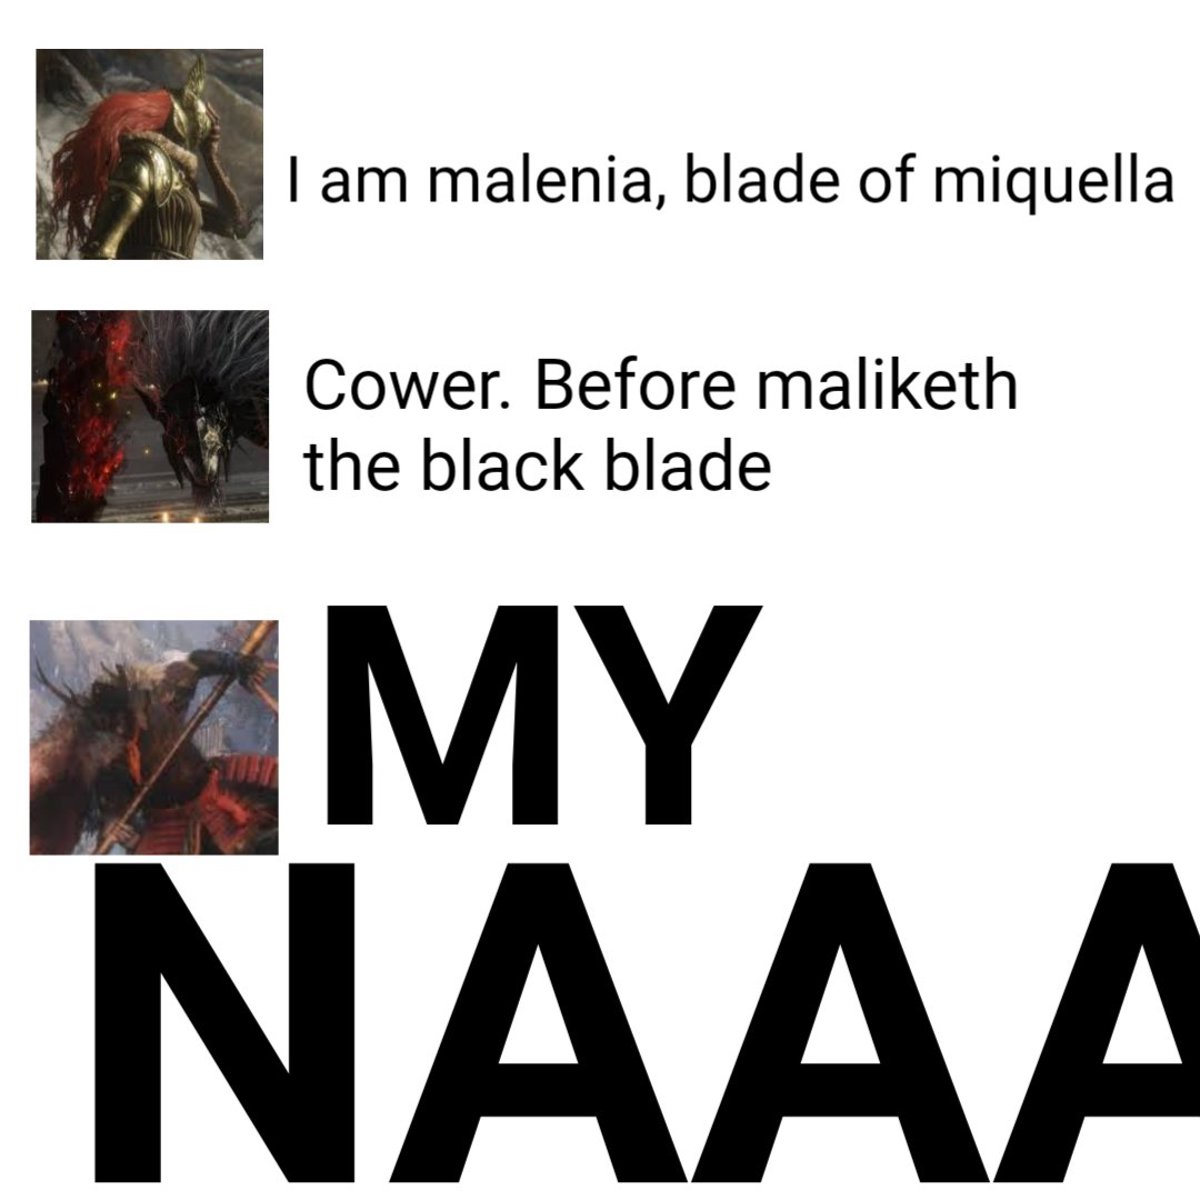 I am malenia, blade of miquella
Cower. Before maliketh
the black blade
MY
NAAA